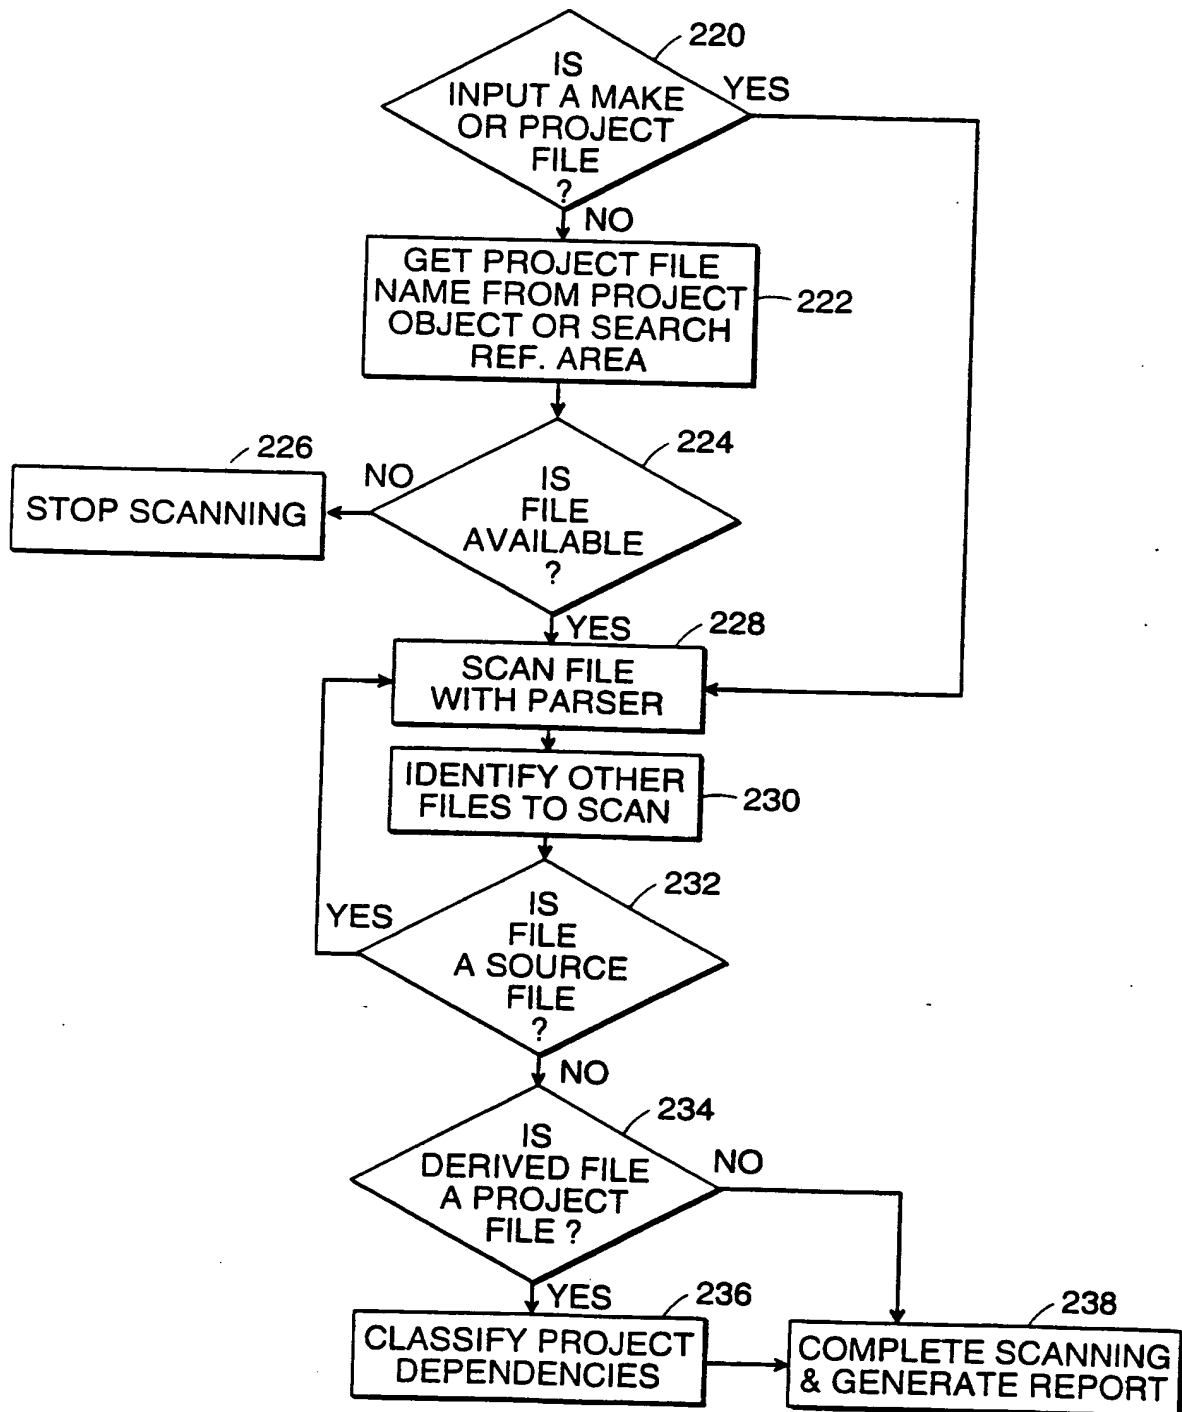 220
IS
INPUT A MAKE
OR PROJECT
FILE
?
YES
NO
GET PROJECT FILE
NAME FROM PROJECT
OBJECT OR SEARCH
REF. AREA
222
224
226
NO
STOP SCANNING
IS
FILE
AVAILABLE
?
YES
228
SCAN FILE
WITH PARSER
IDENTIFY OTHER
FILES TO SCAN
230
232
YES
IS
FILE
A SOURCE
FILE
?
NO
234
IS
DERIVED FILE
A PROJECT
FILE ?
NO
YES
236
CLASSIFY PROJECT
DEPENDENCIES
238
COMPLETE SCANNING
& GENERATE REPORT